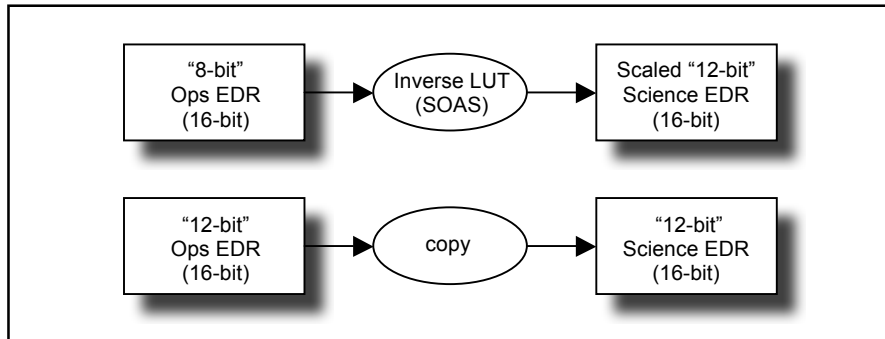 “8-bit”
Ops EDR
(16-bit)
Inverse LUT
(SOAS)
Scaled “12-bit”
Science EDR
(16-bit)
“12-bit”
Ops EDR
(16-bit)
copy
“12-bit”
Science EDR
(16-bit)